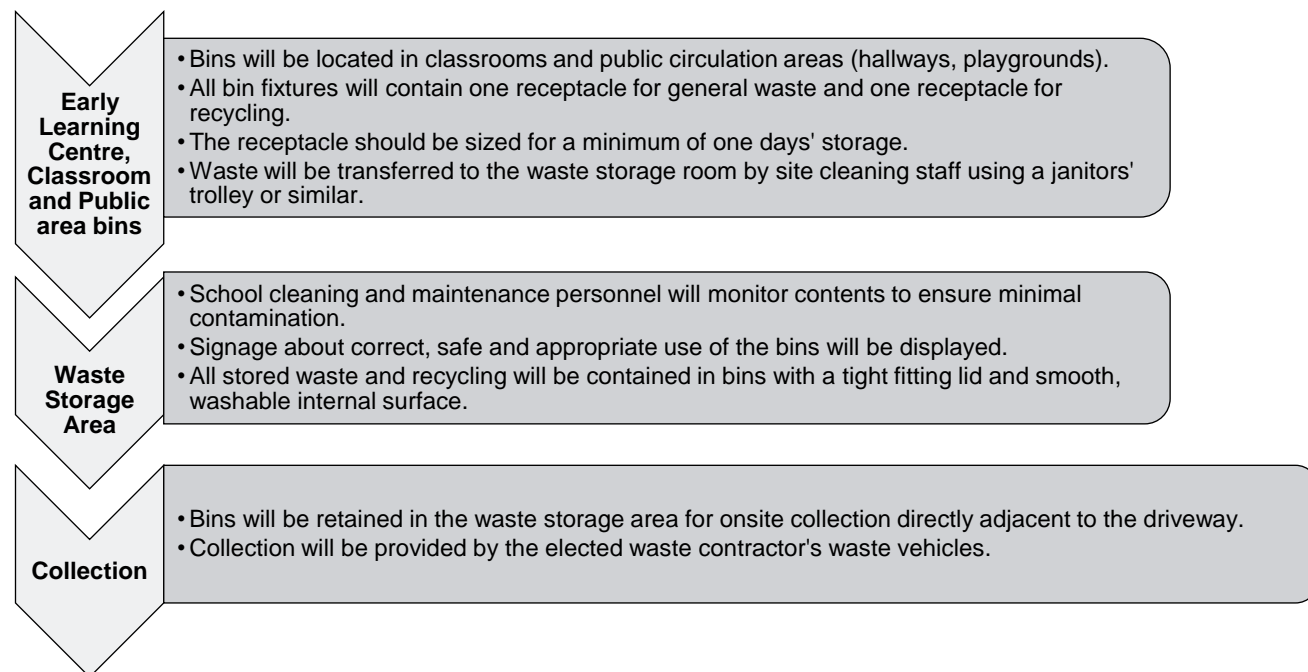 Early
Learning
Centre,
Classroom
and Public
area bins
• Bins will be located in classrooms and public circulation areas (hallways, playgrounds).
• All bin fixtures will contain one receptacle for general waste and one receptacle for
recycling.
• The receptacle should be sized for a minimum of one days' storage.
• Waste will be transferred to the waste storage room by site cleaning staff using a janitors'
trolley or similar.
Waste
Storage
Area
• School cleaning and maintenance personnel will monitor contents to ensure minimal
contamination.
• Signage about correct, safe and appropriate use of the bins will be displayed.
• All stored waste and recycling will be contained in bins with a tight fitting lid and smooth,
washable internal surface.
Collection
• Bins will be retained in the waste storage area for onsite collection directly adjacent to the driveway.
• Collection will be provided by the elected waste contractor's waste vehicles.